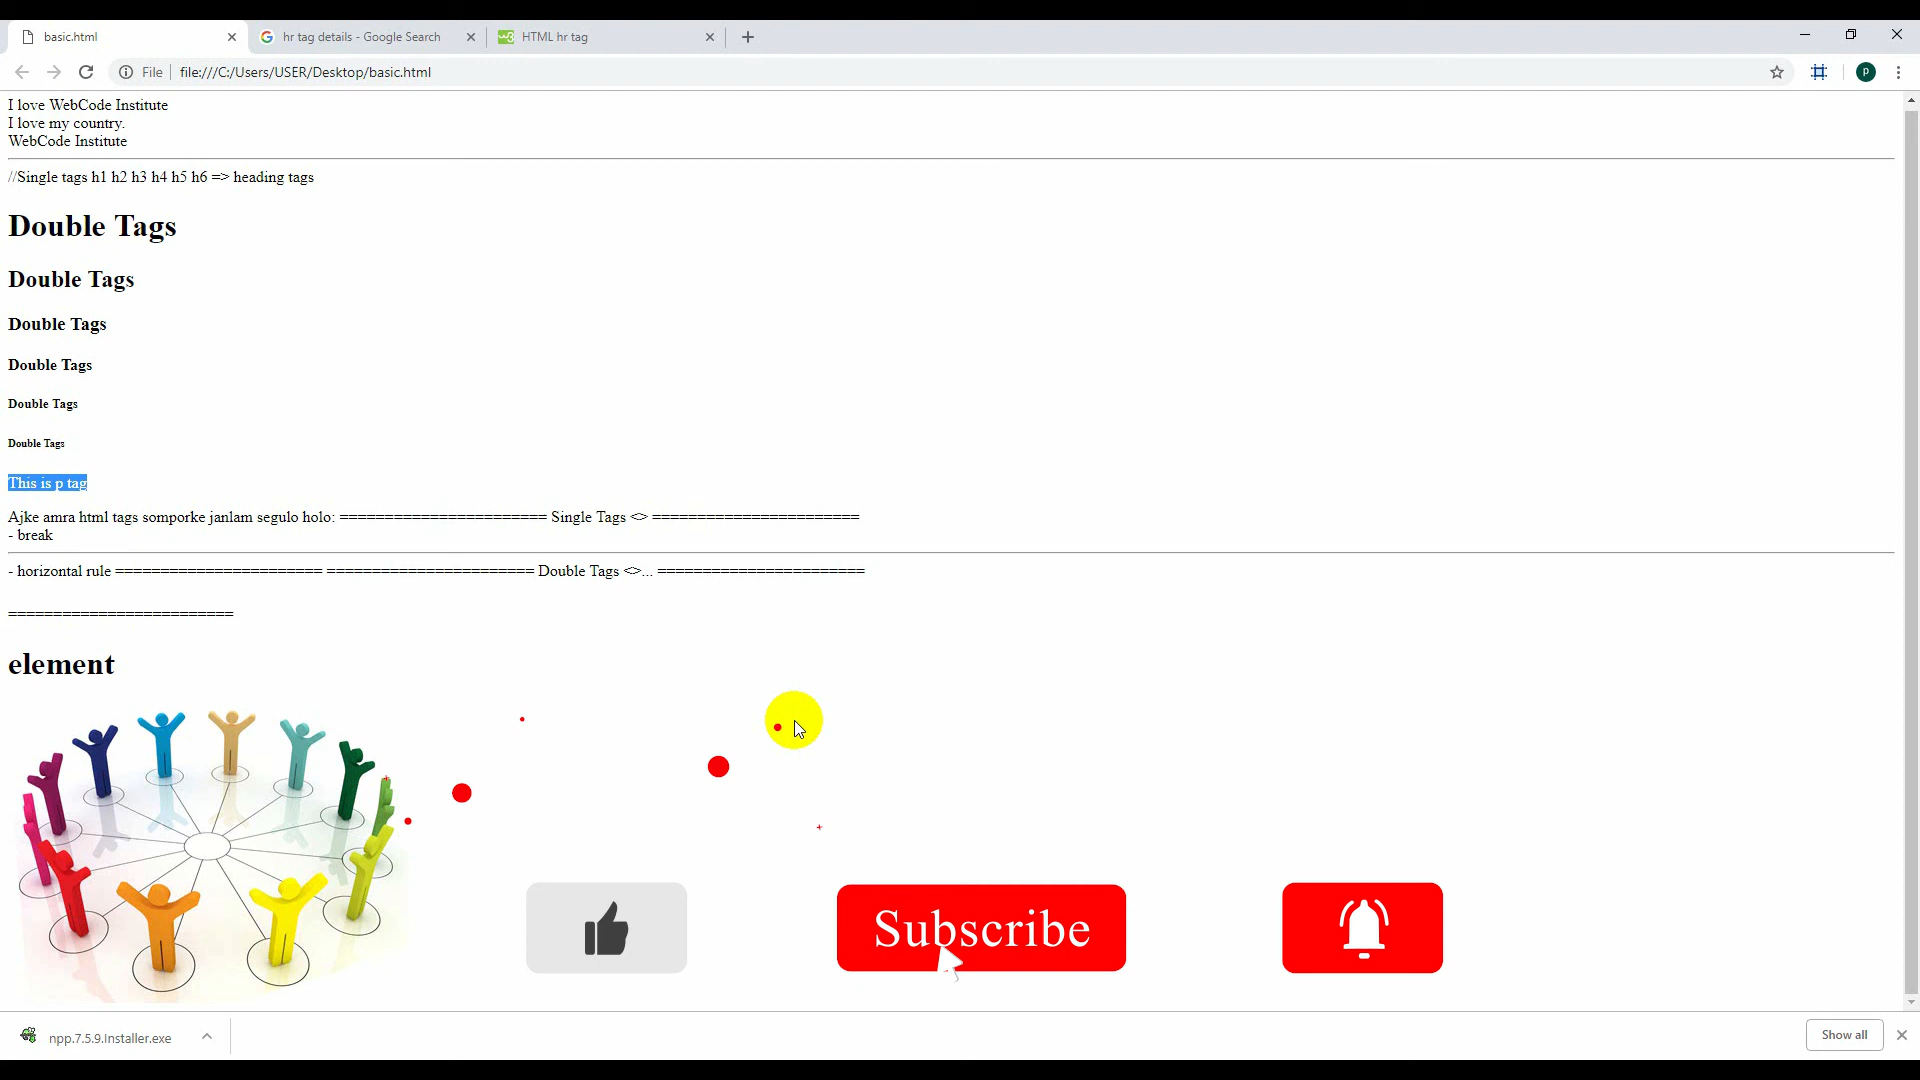 basic.html
hr tag details - Google Search
HTML hr tag
File
file:///C:/Users/USER/Desktop/basic.html
P
I love WebCode Institute
I love my country.
WebCode Institute
//Single tags h1 h2 h3 h4 h5 h6 => heading tags
Double Tags
Double Tags
Double Tags
Double Tags
Double Tags
Double Tags
This is p tag
Ajke amra html tags somporke janlam segulo holo: ======================= Single Tags <> =======================
- break
- horizontal rule ======================= ======================= Double Tags <>... =======================
=========================
element
Subscribe
npp.7.5.9.Installer.exe
Show all